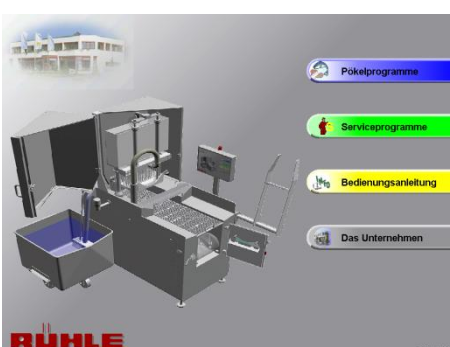 Pökelprogramme
Serviceprogramme
Bedienungsanleitung
Das Unternehmen
RÜHLE